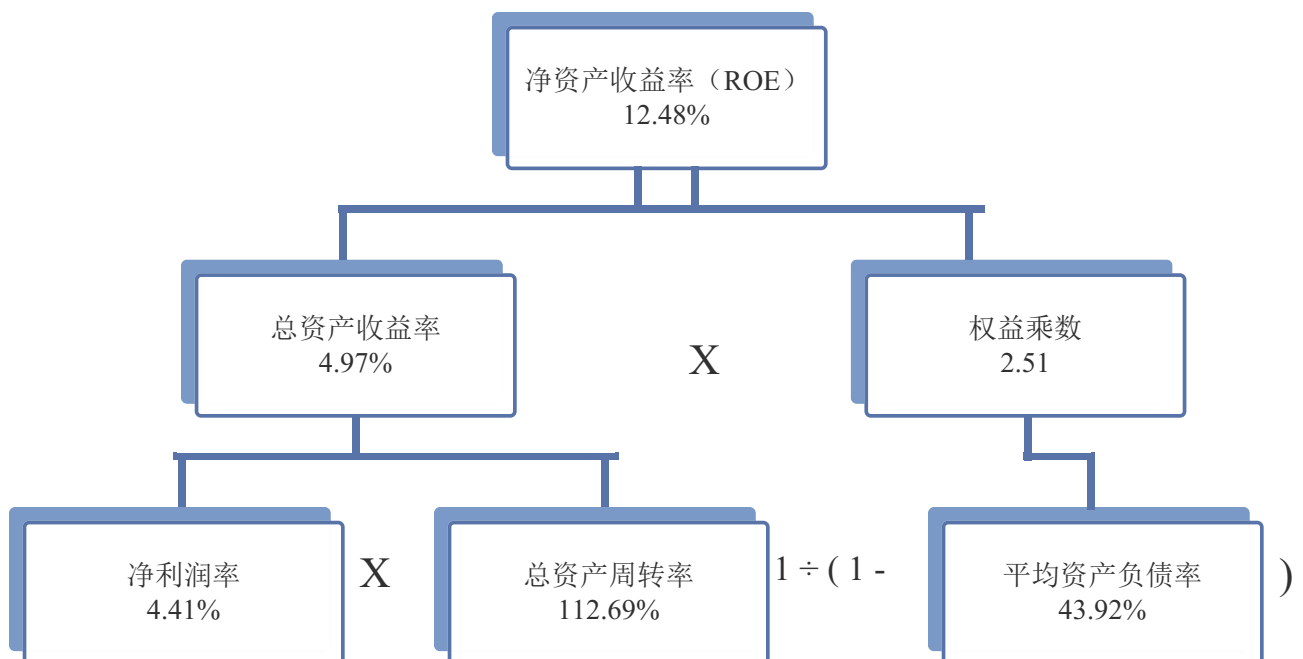 净资产收益率（ROE）
12.48%
总资产收益率
4.97%
X
权益乘数
2.51
净利润率
4.41%
X
总资产周转率
112.69%
1 ÷ ( 1 -
平均资产负债率
43.92%
)